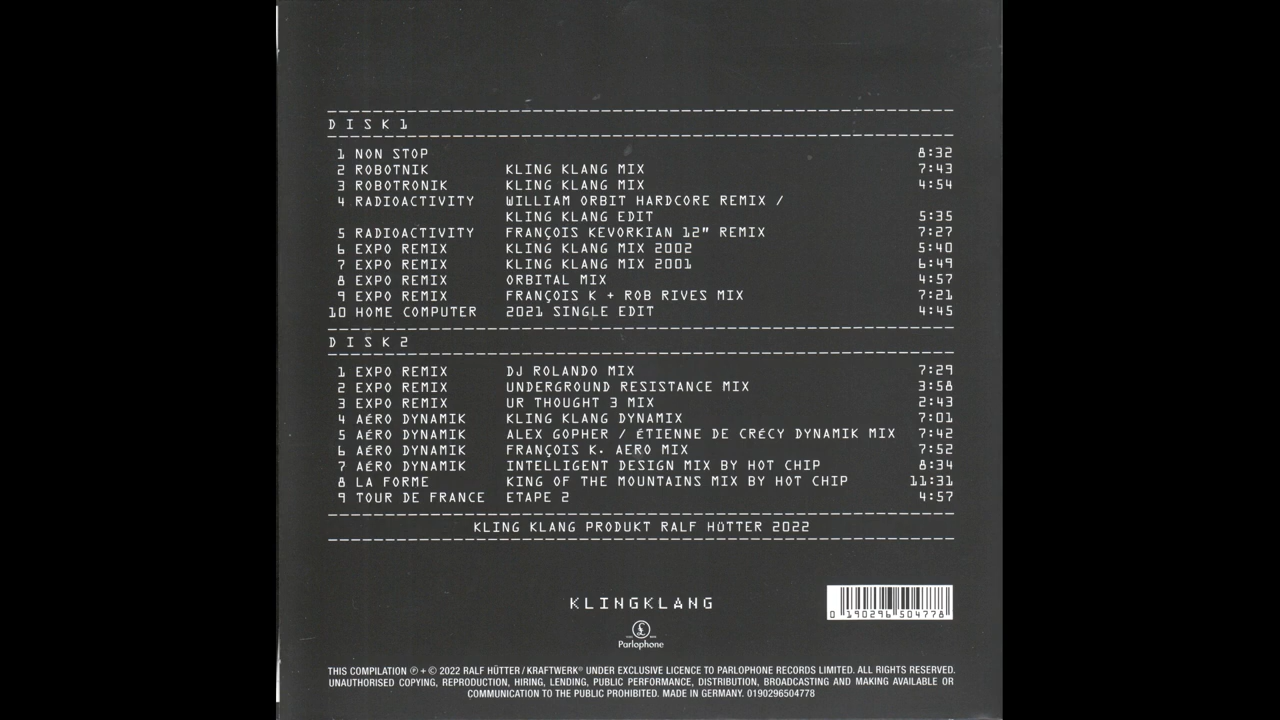 DISK1
1 NON STOP 8:32
2 ROBOTNIK KLING KLANG MIX 7:43
3 ROBOTRONIK KLING KLANG MIX 4:54
4 RADIOACTIVITY WILLIAM ORBIT HARDCORE REMIX /
KLING KLANG EDIT 5:35
5 RADIOACTIVITY FRANÇOIS KEVORKIAN 12" REMIX 7:27
6 EXPO REMIX KLING KLANG MIX 2002 5:40
7 EXPO REMIX KLING KLANG MIX 2001 6:49
8 EXPO REMIX ORBITAL MIX 4:57
9 EXPO REMIX FRANÇOIS K + ROB RIVES MIX 7:21
10 HOME COMPUTER 2021 SINGLE EDIT 4:45
DISK2
1 EXPO REMIX DJ ROLANDO MIX 7:29
2 EXPO REMIX UNDERGROUND RESISTANCE MIX 3:58
3 EXPO REMIX UR THOUGHT 3 MIX 2:43
4 AÉRO DYNAMIK KLING KLANG DYNAMIX 7:01
5 AÉRO DYNAMIK ALEX GOPHER / ÉTIENNE DE CRÉCY DYNAMIK MIX 7:42
6 AÉRO DYNAMIK FRANÇOIS K. AERO MIX 7:52
7 AÉRO DYNAMIK INTELLIGENT DESIGN MIX BY HOT CHIP 8:34
8 LA FORME KING OF THE MOUNTAINS MIX BY HOT CHIP 11:31
9 TOUR DE FRANCE ETAPE 2 4:57
KLING KLANG PRODUKT RALF HÜTTER 2022
KLINGKLANG
0 190296 504778
£
Parlophone
THIS COMPILATION ℗ + © 2022 RALF HÜTTER / KRAFTWERK® UNDER EXCLUSIVE LICENCE TO PARLOPHONE RECORDS LIMITED. ALL RIGHTS RESERVED.
UNAUTHORISED COPYING, REPRODUCTION, HIRING, LENDING, PUBLIC PERFORMANCE, DISTRIBUTION, BROADCASTING AND MAKING AVAILABLE OR
COMMUNICATION TO THE PUBLIC PROHIBITED. MADE IN GERMANY. 0190296504778